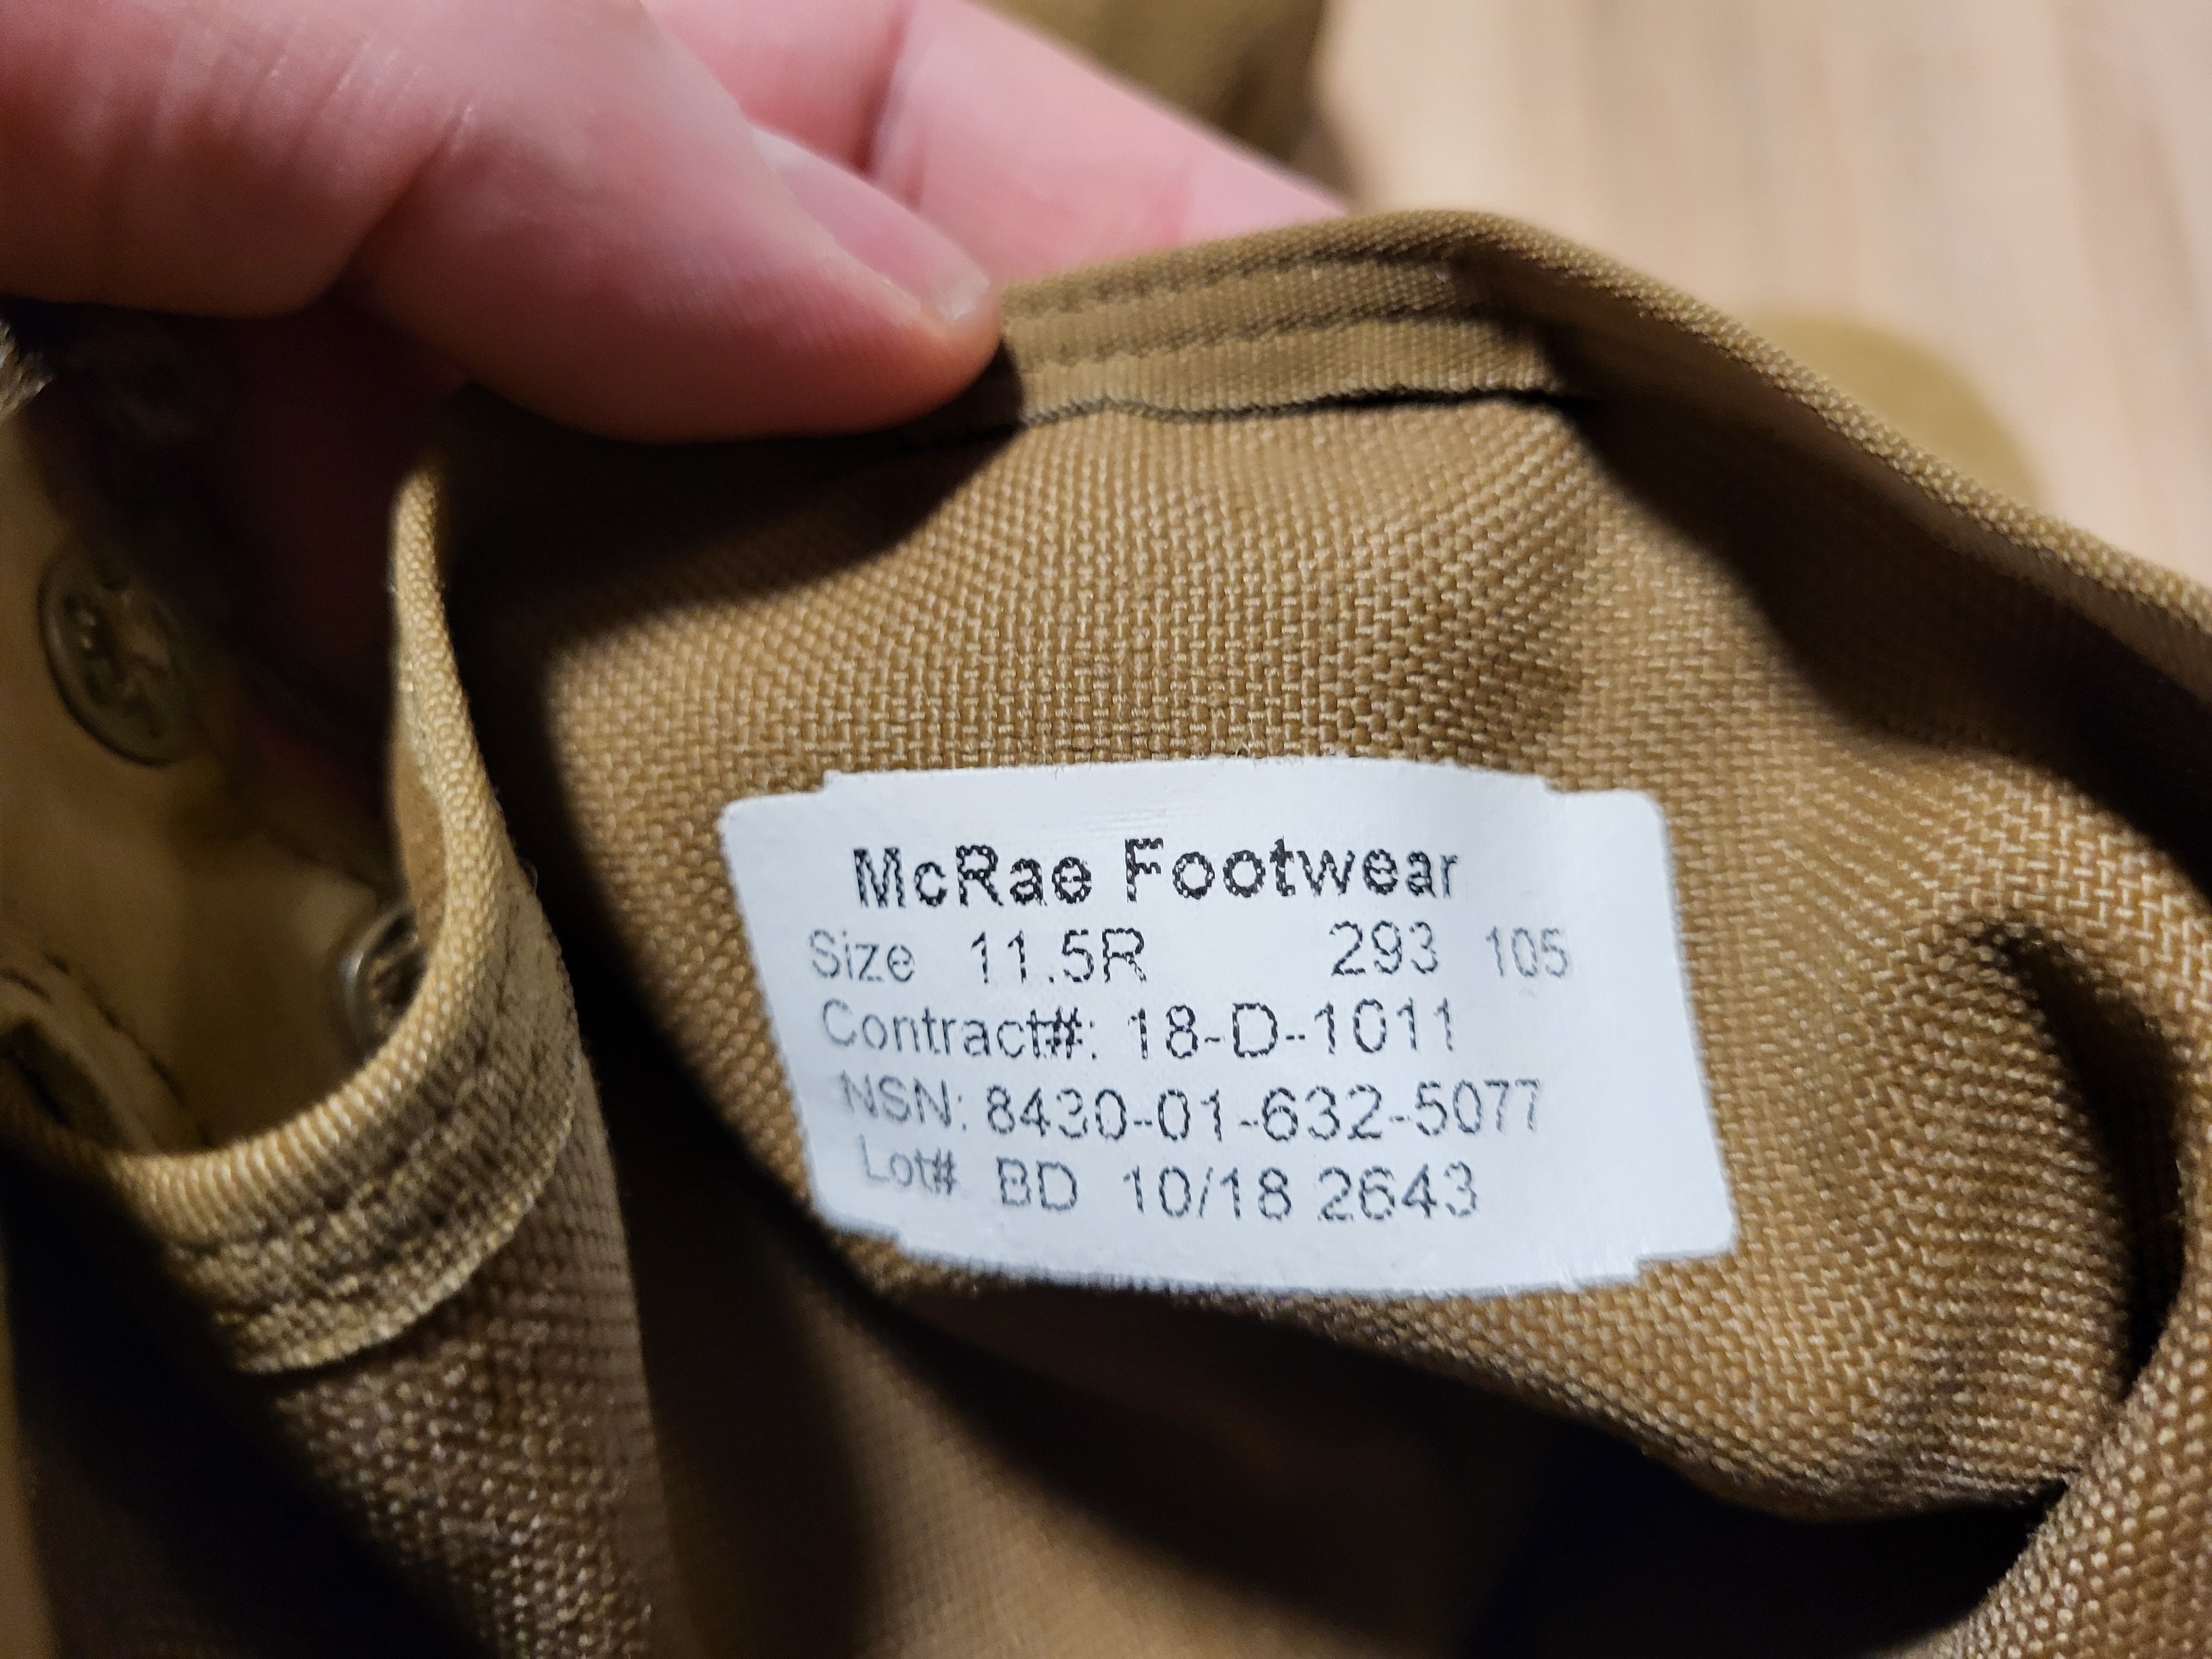 McRae Footwear
Size 11.5R 293 105
Contract#: 18-D-1011
NSN: 8430-01-632-5077
Lot# BD 10/18 2643